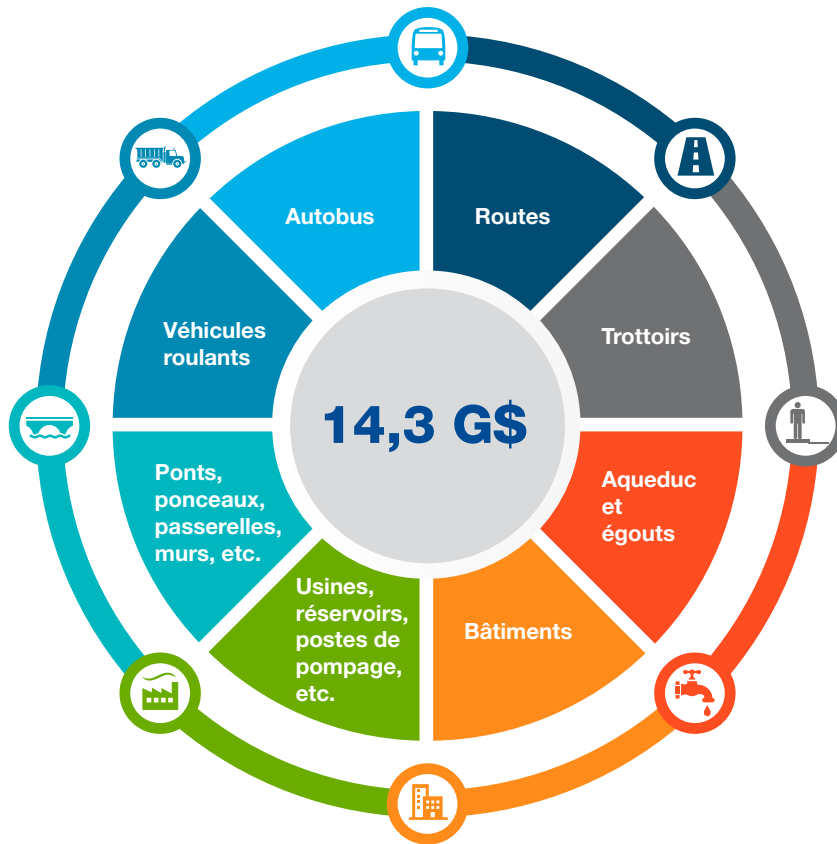 Autobus
Routes
Véhicules
roulants
Trottoirs
14,3 G$
Ponts,
ponceaux,
passerelles,
murs, etc.
Aqueduc
et
égouts
Usines,
réservoirs,
postes de
pompage,
etc.
Bâtiments